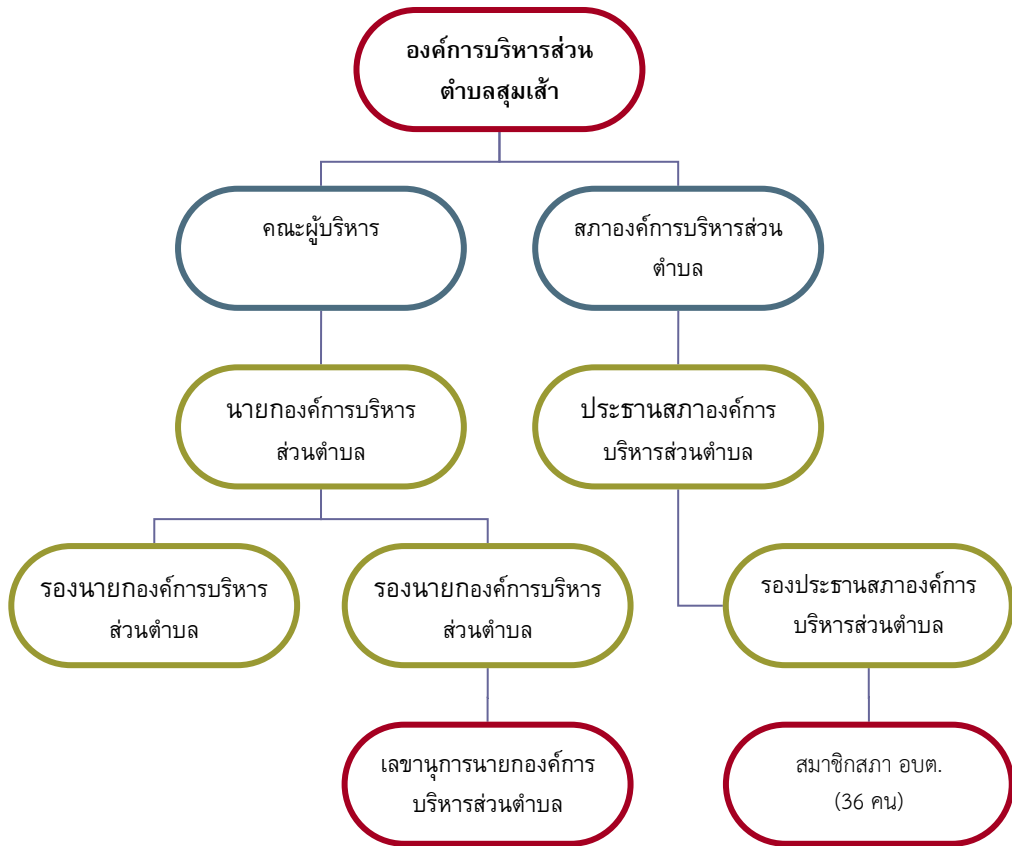 องค์การบริหารส่วน
ตำบลสุมเส้า
คณะผู้บริหาร
สภาองค์การบริหารส่วน
ตำบล
นายกองค์การบริหาร
ส่วนตำบล
ประธานสภาองค์การ
บริหารส่วนตำบล
รองนายกองค์การบริหาร
ส่วนตำบล
รองนายกองค์การบริหาร
ส่วนตำบล
รองประธานสภาองค์การ
บริหารส่วนตำบล
เลขานุการนายกองค์การ
บริหารส่วนตำบล
สมาชิกสภา อบต.
(36 คน)